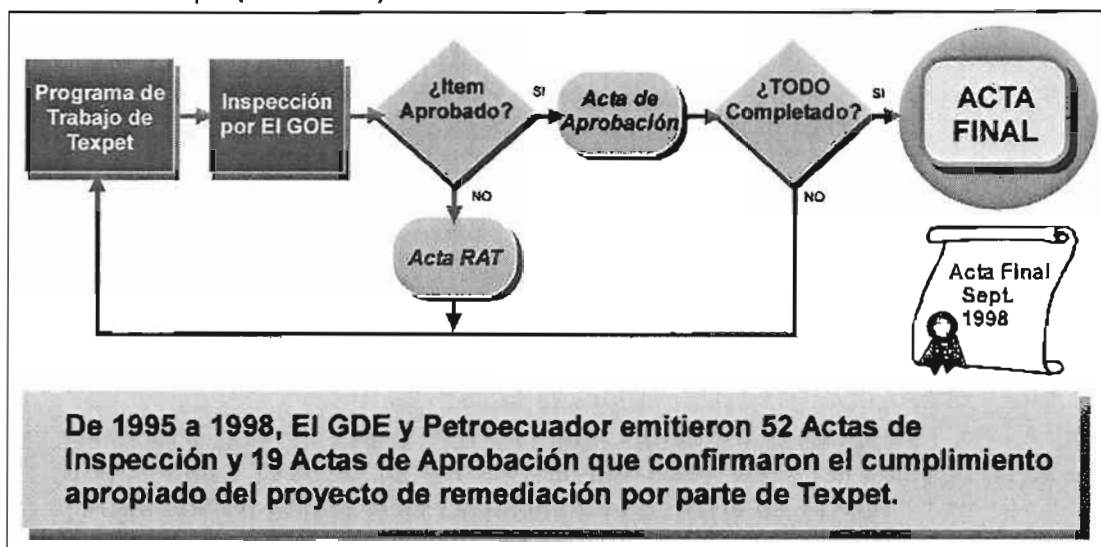 Programa de
Trabajo de
Texpet
Inspección
por El GOE
¿Item
Aprobado?
SI
Acta de
Aprobación
¿TODO
Completado?
SI
ACTA
FINAL
NO
NO
Acta RAT
Acta Final
Sept.
1998
De 1995 a 1998, El GDE y Petroecuador emitieron 52 Actas de
Inspección y 19 Actas de Aprobación que confirmaron el cumplimiento
apropiado del proyecto de remediación por parte de Texpet.